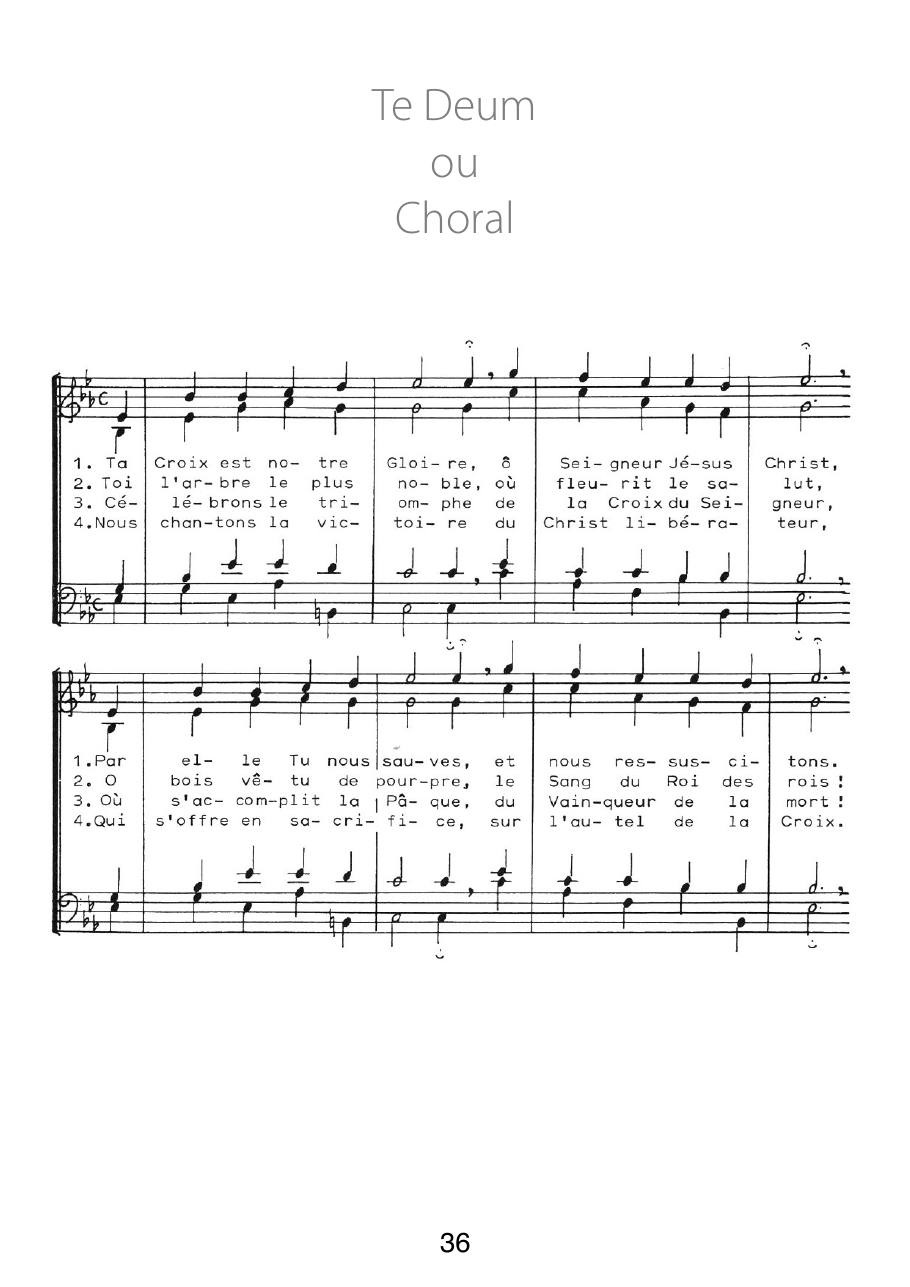 Te Deum
ou
Choral
1. Ta Croix est no- tre Gloi- re, ô Sei- gneur Jé-sus Christ,
2. Toi l'ar- bre le plus no- ble, où fleu- rit le sa- lut,
3. Cé- lé- brons le tri- om- phe de la Croix du Sei- gneur,
4.Nous chan-tons la vic- toi- re du Christ li- bé- ra- teur,
1.Par el- le Tu nous sau- ves, et nous res- sus- ci- tons.
2. O bois vê- tu de pour-pre, le Sang du Roi des rois !
3. Où s'ac- com-plit la Pâ- que, du Vain-queur de la mort !
4.Qui s'offre en sa- cri- fi- ce, sur l'au- tel de la Croix.
36